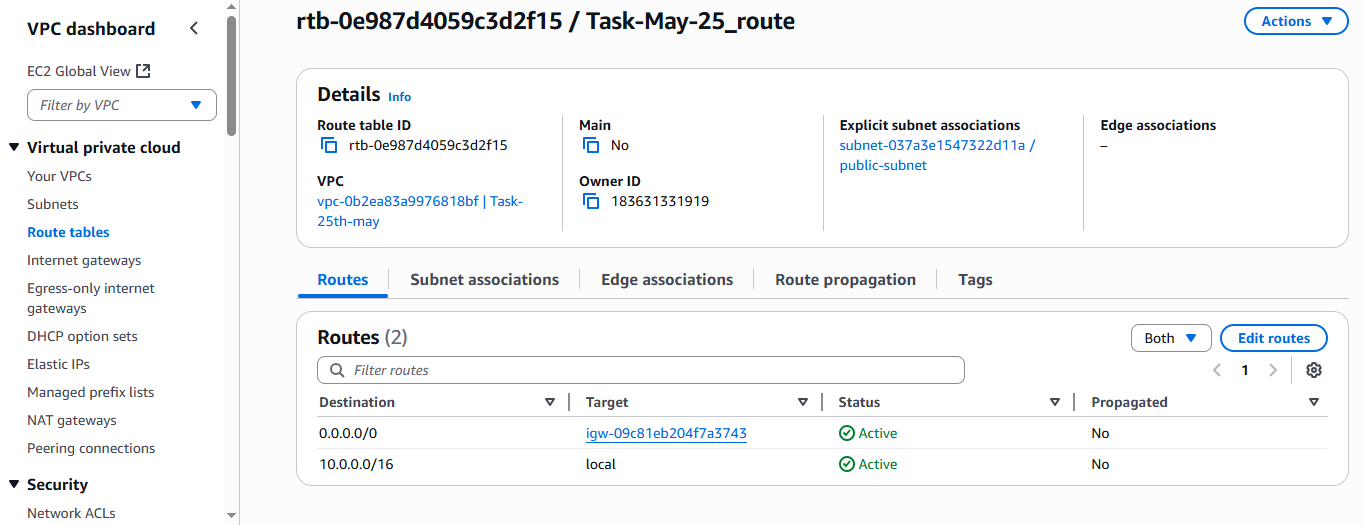 VPC dashboard
EC2 Global View
Filter by VPC
Virtual private cloud
Your VPCs
Subnets
Route tables
Internet gateways
Egress-only internet
gateways
DHCP option sets
Elastic IPs
Managed prefix lists
NAT gateways
Peering connections
Security
Network ACLs
rtb-0e987d4059c3d2f15 / Task-May-25_route
Actions
Details Info
Route table ID
rtb-0e987d4059c3d2f15
VPC
vpc-0b2ea83a9976818bf | Task-
25th-may
Main
No
Owner ID
183631331919
Explicit subnet associations
subnet-037a3e1547322d11a /
public-subnet
Edge associations
–
Routes Subnet associations Edge associations Route propagation Tags
Routes (2)
Both Edit routes
Filter routes
1
Destination Target Status Propagated
0.0.0.0/0 igw-09c81eb204f7a3743 Active No
10.0.0.0/16 local Active No